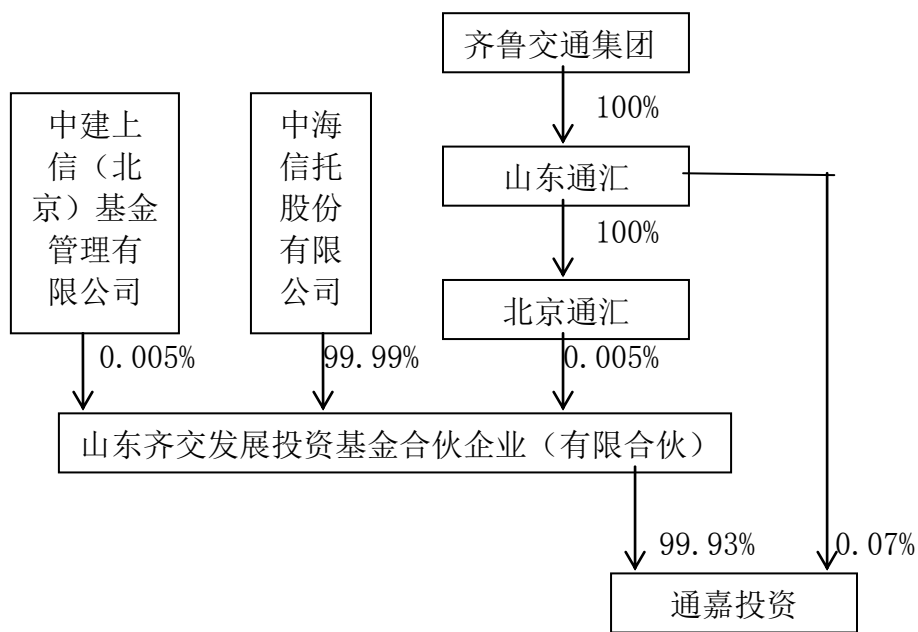 齐鲁交通集团
100%
中建上
信（北
京）基金
管理有
限公司
中海
信托
股份
有限
公司
山东通汇
100%
北京通汇
0.005%
99.99%
0.005%
山东齐交发展投资基金合伙企业（有限合伙）
99.93%
0.07%
通嘉投资